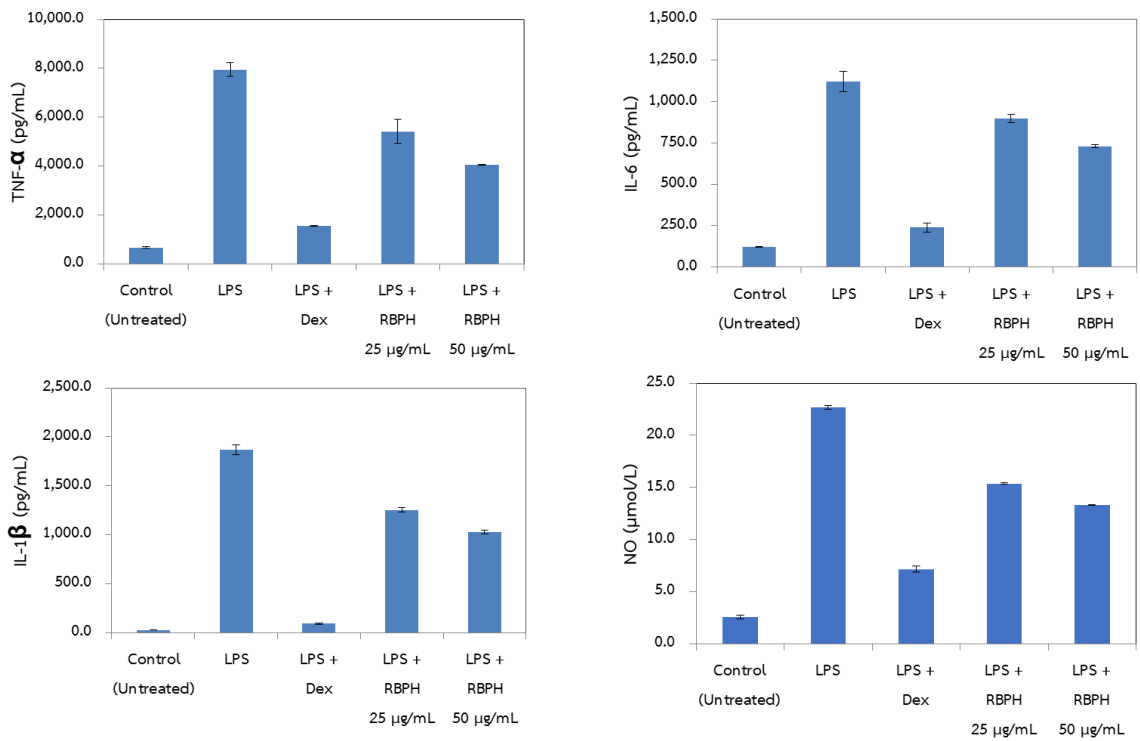 TNF-α (pg/mL)
10,000.0
8,000.0
6,000.0
4,000.0
2,000.0
0.0
Control LPS LPS + LPS + LPS +
(Untreated) Dex RBPH RBPH
25 µg/mL 50 µg/mL
IL-6 (pg/mL)
1,500.0
1,250.0
1,000.0
750.0
500.0
250.0
0.0
Control LPS LPS + LPS + LPS +
(Untreated) Dex RBPH RBPH
25 µg/mL 50 µg/mL
IL-1β (pg/mL)
2,500.0
2,000.0
1,500.0
1,000.0
500.0
0.0
Control LPS LPS + LPS + LPS +
(Untreated) Dex RBPH RBPH
25 µg/mL 50 µg/mL
NO (µmol/L)
25.0
20.0
15.0
10.0
5.0
0.0
Control LPS LPS + LPS + LPS +
(Untreated) Dex RBPH RBPH
25 µg/mL 50 µg/mL